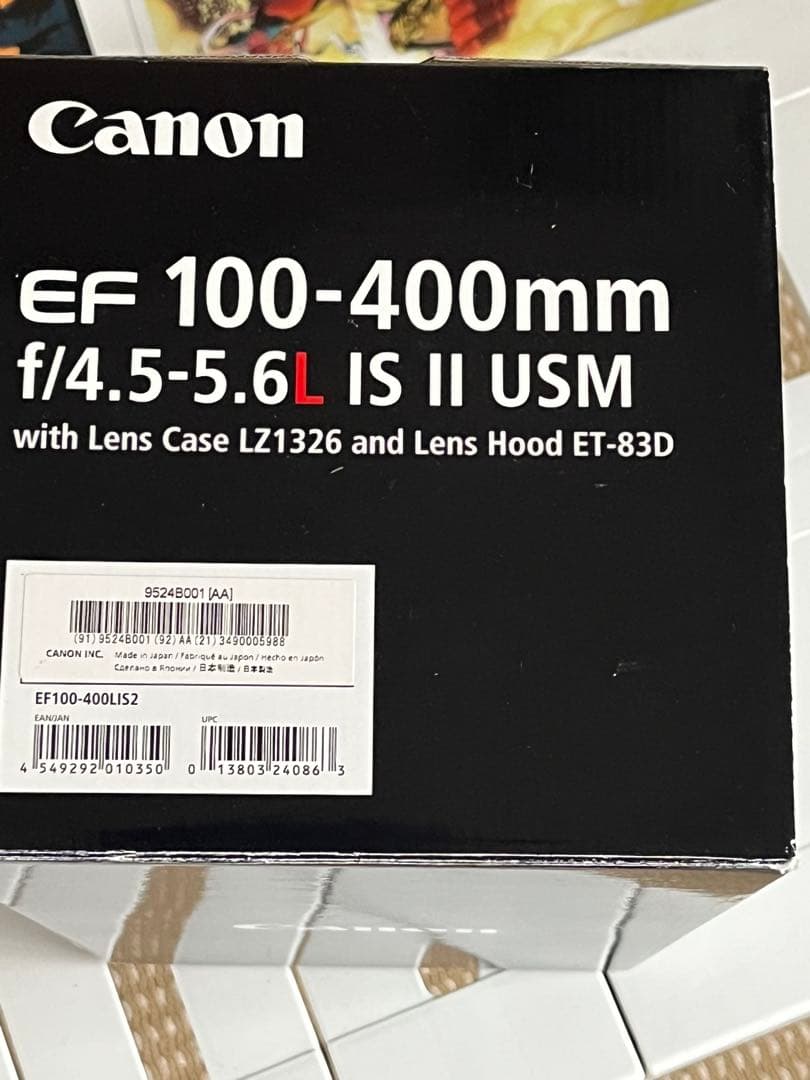 Canon
EF 100-400mm
f/4.5-5.6L IS II USM
with Lens Case LZ1326 and Lens Hood ET-83D
9524B001 [AA]
(91) 9524B001 (92) AA (21) 3490005988
CANON INC. Made in Japan / Fabriqué au Japon / Hecho en Japón
Сделано в Японии / 日本制造 / 日本製造
EF100-400LIS2
EAN/JAN UPC
4 549292 010350 0 13803 24086 3
Canon